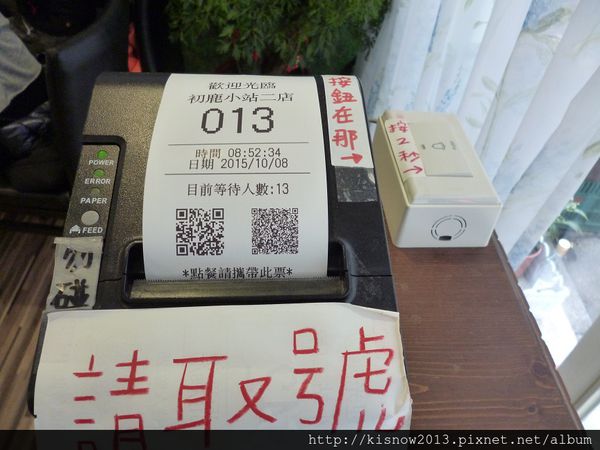 歡迎光臨
初鹿小站二店
013
時間 08:52:34
日期 2015/10/08
目前等待人數:13
*點餐請攜帶此票*
按鈕在那→
按2秒→
POWER
ERROR
PAPER
FEED
勿碰
請取號
http://kisnow2013.pixnet.net/album